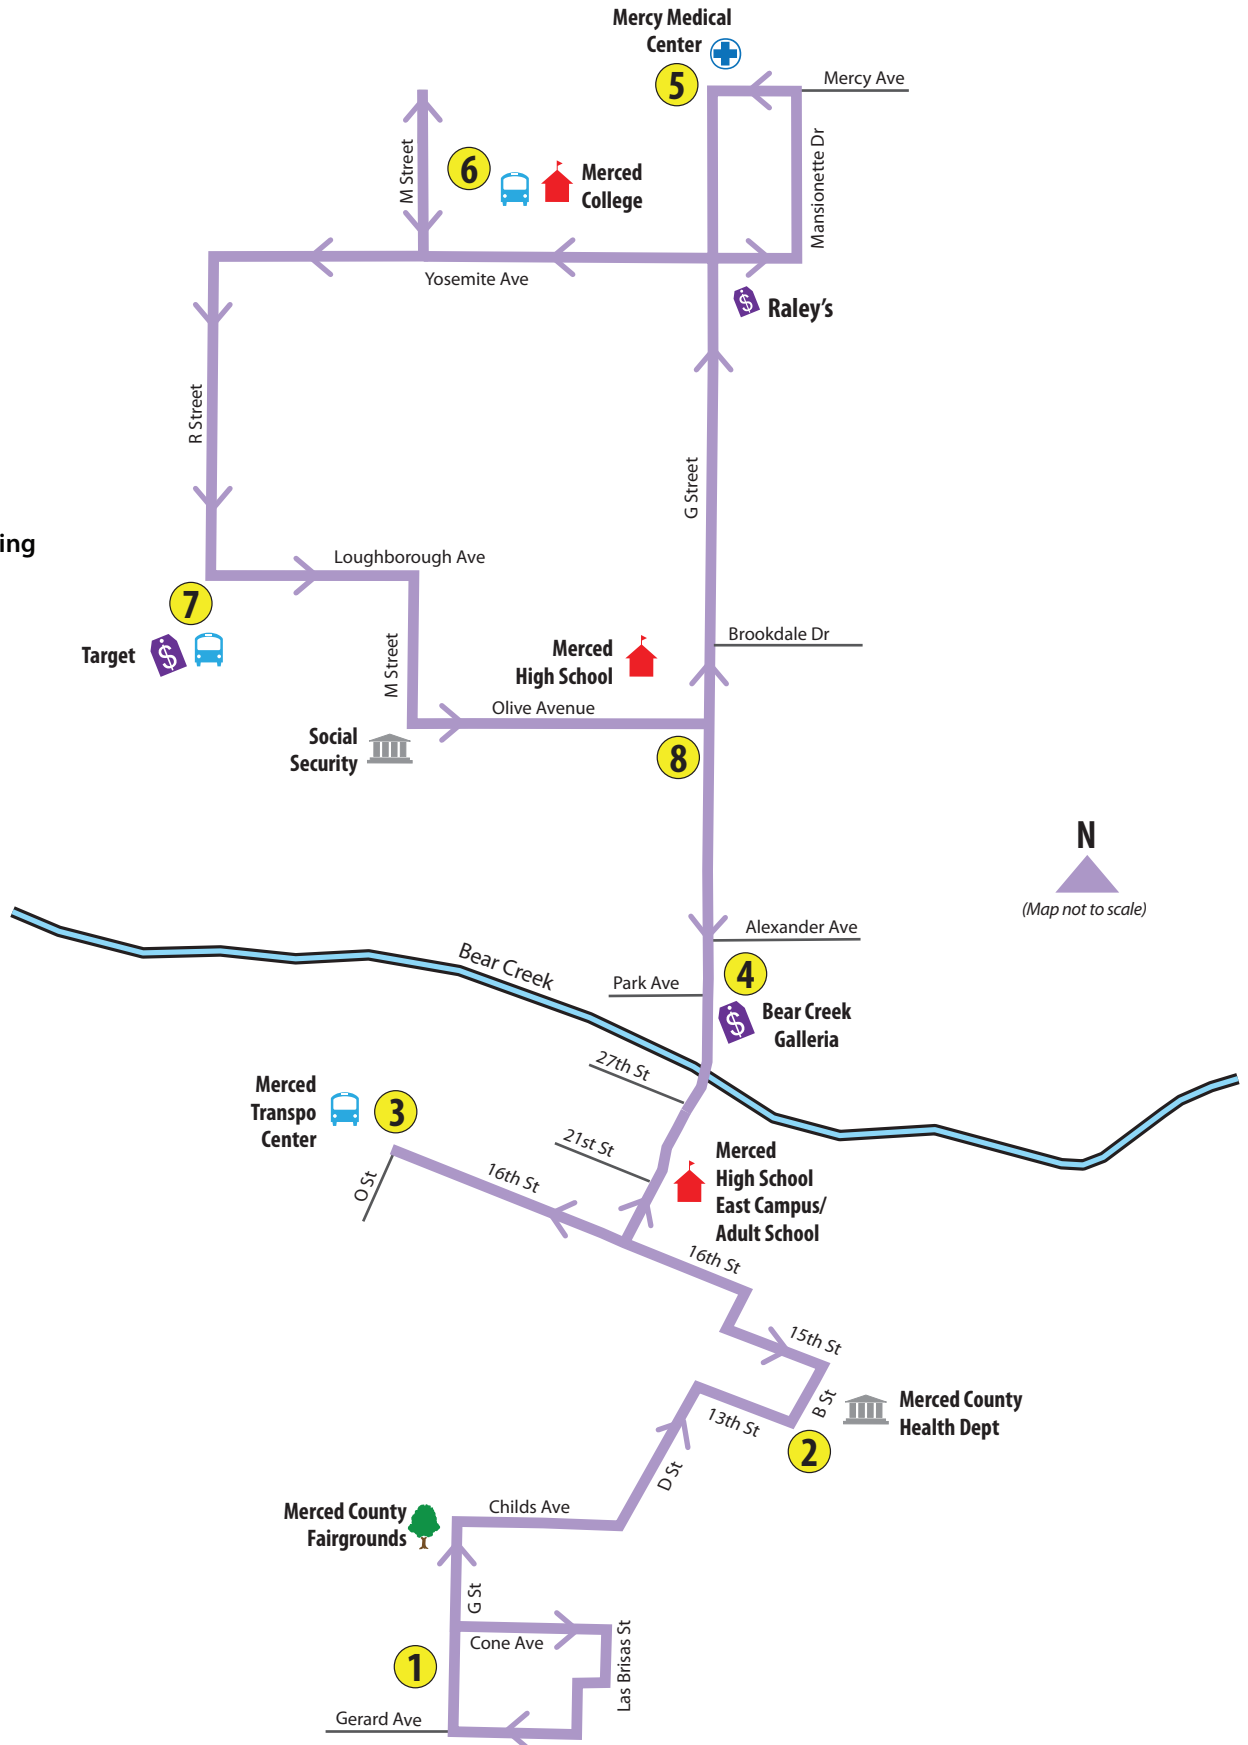 Mercy Medical
Center
5
Mercy Ave
M Street
6
Merced
College
Mansionette Dr
Yosemite Ave
$
Raley's
R Street
G Street
ing
Loughborough Ave
7
Target
$
M Street
Merced
High School
Brookdale Dr
Olive Avenue
Social
Security
8
N
(Map not to scale)
Alexander Ave
Bear Creek
Park Ave
4
$
Bear Creek
Galleria
27th St
Merced
Transpo
Center
3
21st St
Merced
High School
East Campus/
Adult School
O St
16th St
16th St
15th St
B St
Merced County
Health Dept
13th St
2
D St
Merced County
Fairgrounds
Childs Ave
G St
Cone Ave
Las Brisas St
1
Gerard Ave